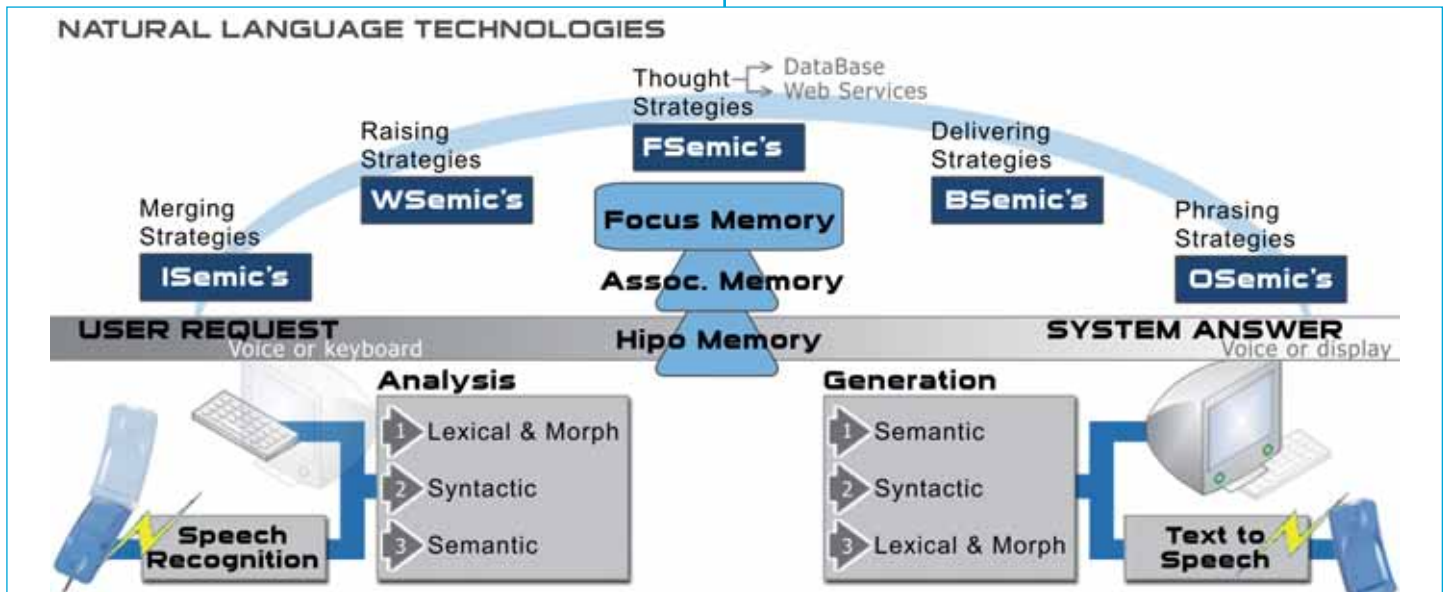 NATURAL LANGUAGE TECHNOLOGIES
Thought
Strategies
DataBase
Web Services
FSemic's
Raising
Strategies
WSemic's
Delivering
Strategies
BSemic's
Merging
Strategies
ISemic's
Phrasing
Strategies
OSemic's
Focus Memory
Assoc. Memory
Hipo Memory
USER REQUEST
Voice or keyboard
SYSTEM ANSWER
Voice or display
Analysis
1 Lexical & Morph
2 Syntactic
3 Semantic
Speech
Recognition
Generation
1 Semantic
2 Syntactic
3 Lexical & Morph
Text to
Speech